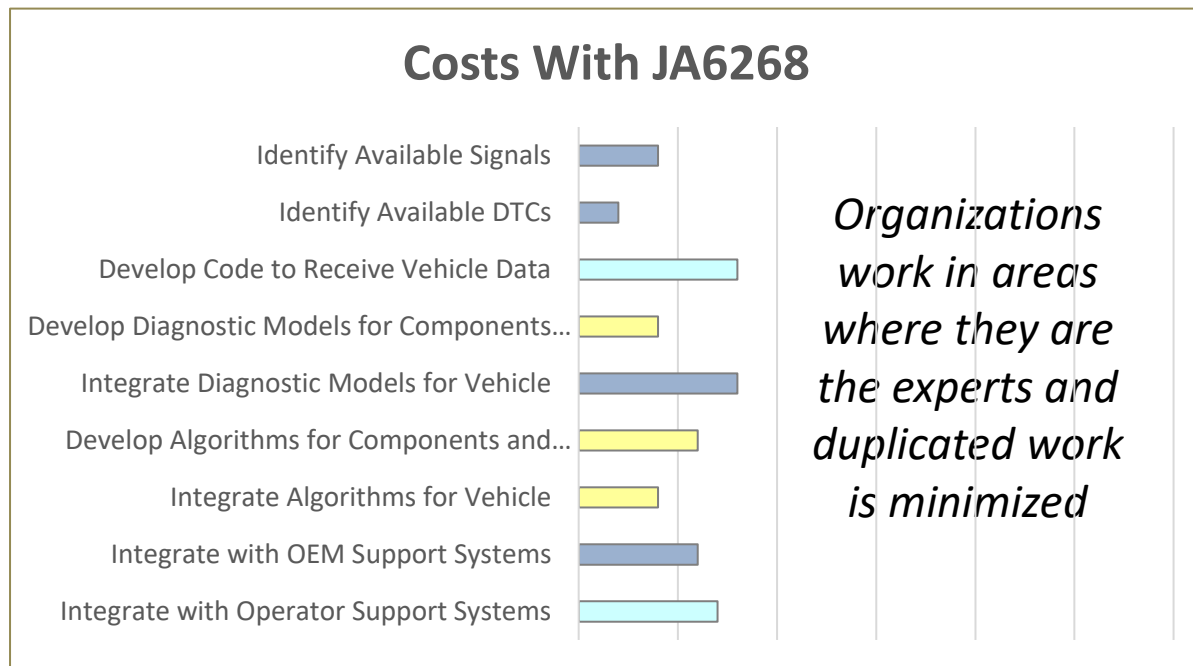 Costs With JA6268
Identify Available Signals
Identify Available DTCs
Develop Code to Receive Vehicle Data
Develop Diagnostic Models for Components...
Integrate Diagnostic Models for Vehicle
Develop Algorithms for Components and...
Integrate Algorithms for Vehicle
Integrate with OEM Support Systems
Integrate with Operator Support Systems
Organizations
work in areas
where they are
the experts and
duplicated work
is minimized